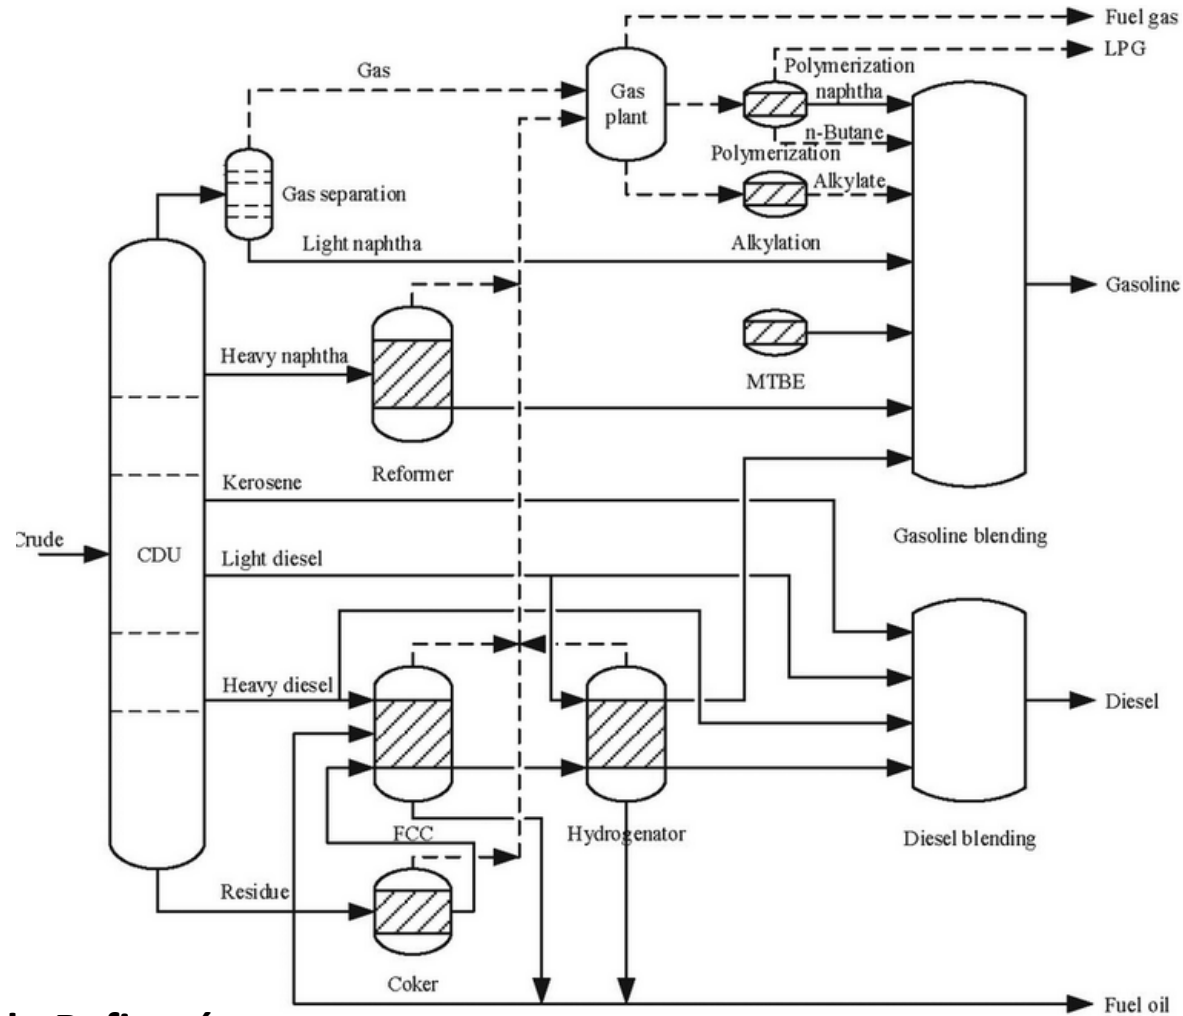 Fuel gas
LPG
Gas
Gas
plant
Polymerization
naphtha
n-Butane
Polymerization
Alkylate
Gas separation
Light naphtha
Alkylation
Gasoline
Heavy naphtha
MTBE
Reformer
Kerosene
Gasoline blending
Crude
CDU
Light diesel
Heavy diesel
Diesel
FCC
Hydrogenator
Diesel blending
Residue
Coker
Fuel oil